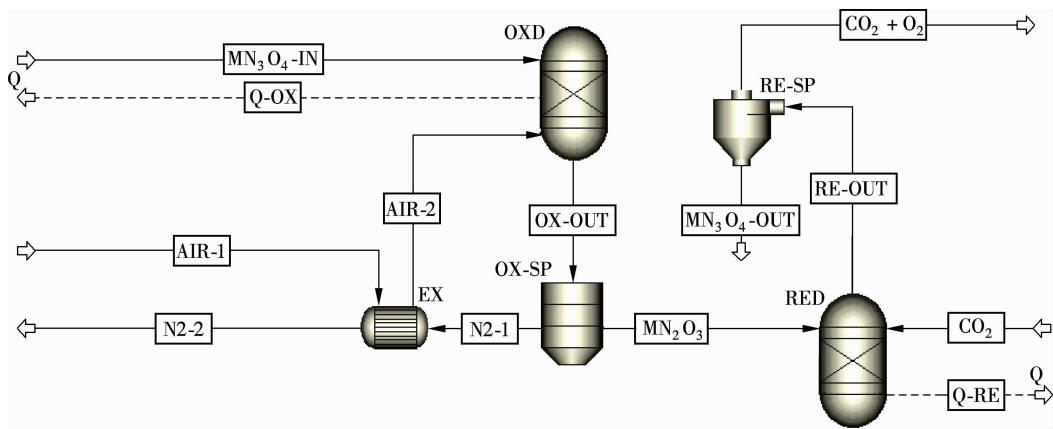 OXD
CO₂ + O₂
MN₃O₄-IN
Q
Q-OX
RE-SP
AIR-2
OX-OUT
RE-OUT
MN₃O₄-OUT
AIR-1
OX-SP
EX
RED
N2-2
N2-1
MN₂O₃
CO₂
Q-RE
Q